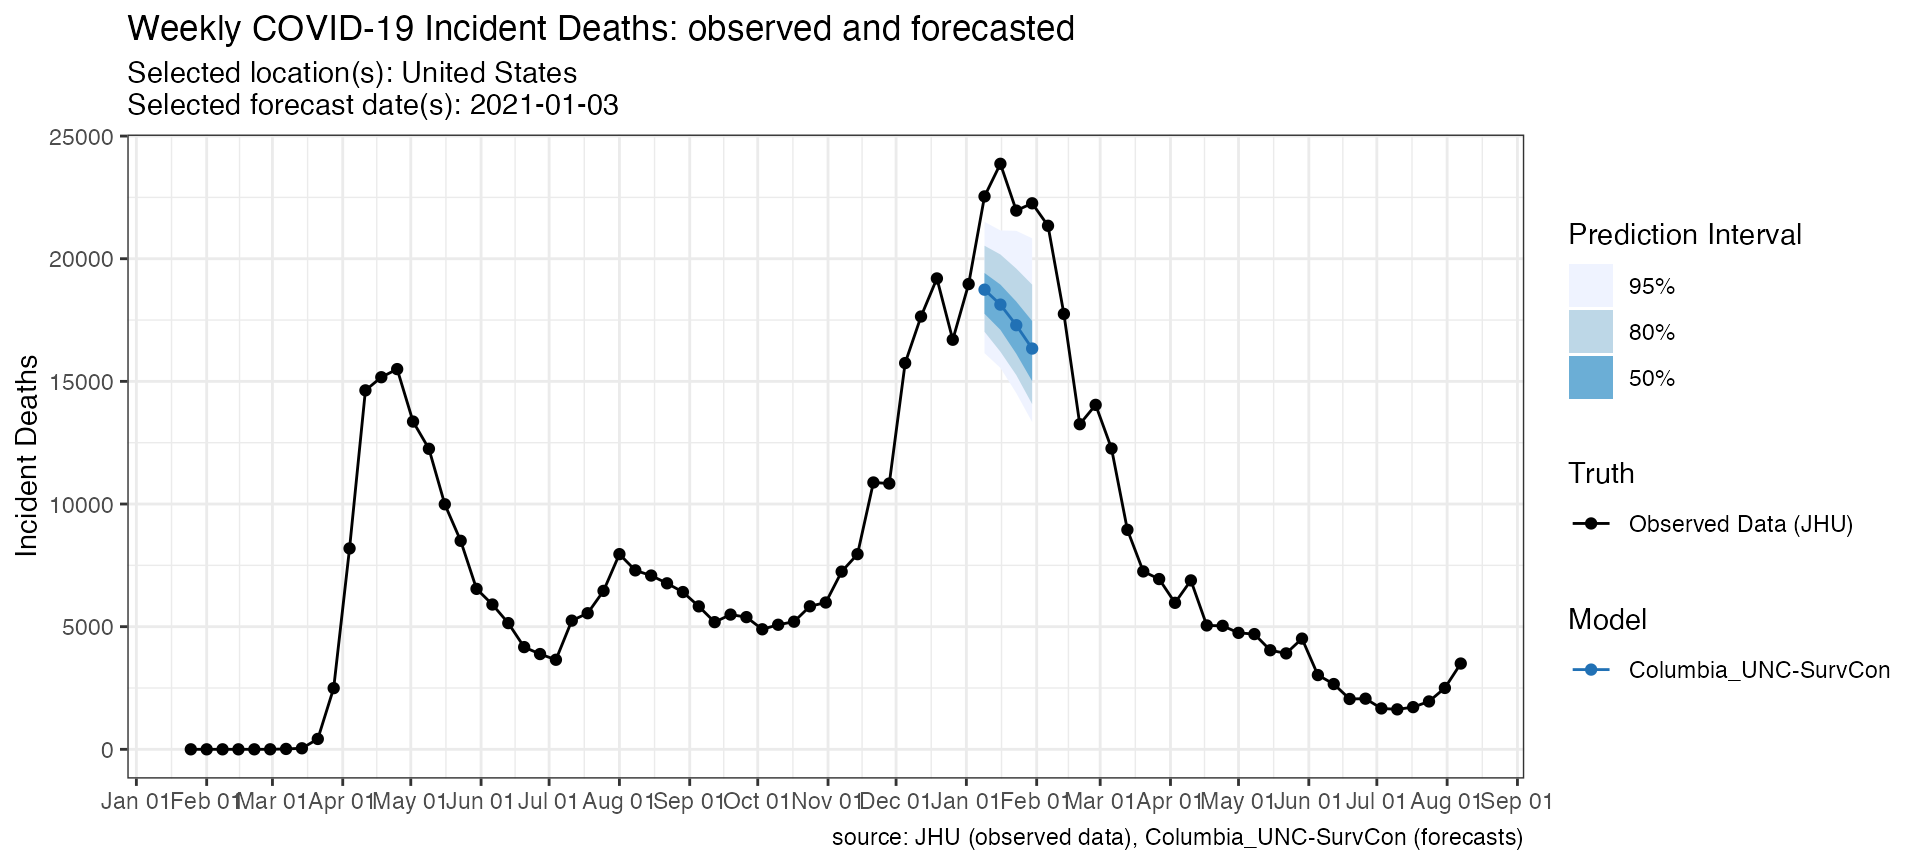 Weekly COVID-19 Incident Deaths: observed and forecasted
Selected location(s): United States
Selected forecast date(s): 2021-01-03
25000
20000
15000
10000
5000
0
Incident Deaths
Jan 01 Feb 01 Mar 01 Apr 01 May 01 Jun 01 Jul 01 Aug 01 Sep 01 Oct 01 Nov 01 Dec 01 Jan 01 Feb 01 Mar 01 Apr 01 May 01 Jun 01 Jul 01 Aug 01 Sep 01
source: JHU (observed data), Columbia_UNC-SurvCon (forecasts)
Prediction Interval
95%
80%
50%
Truth
Observed Data (JHU)
Model
Columbia_UNC-SurvCon